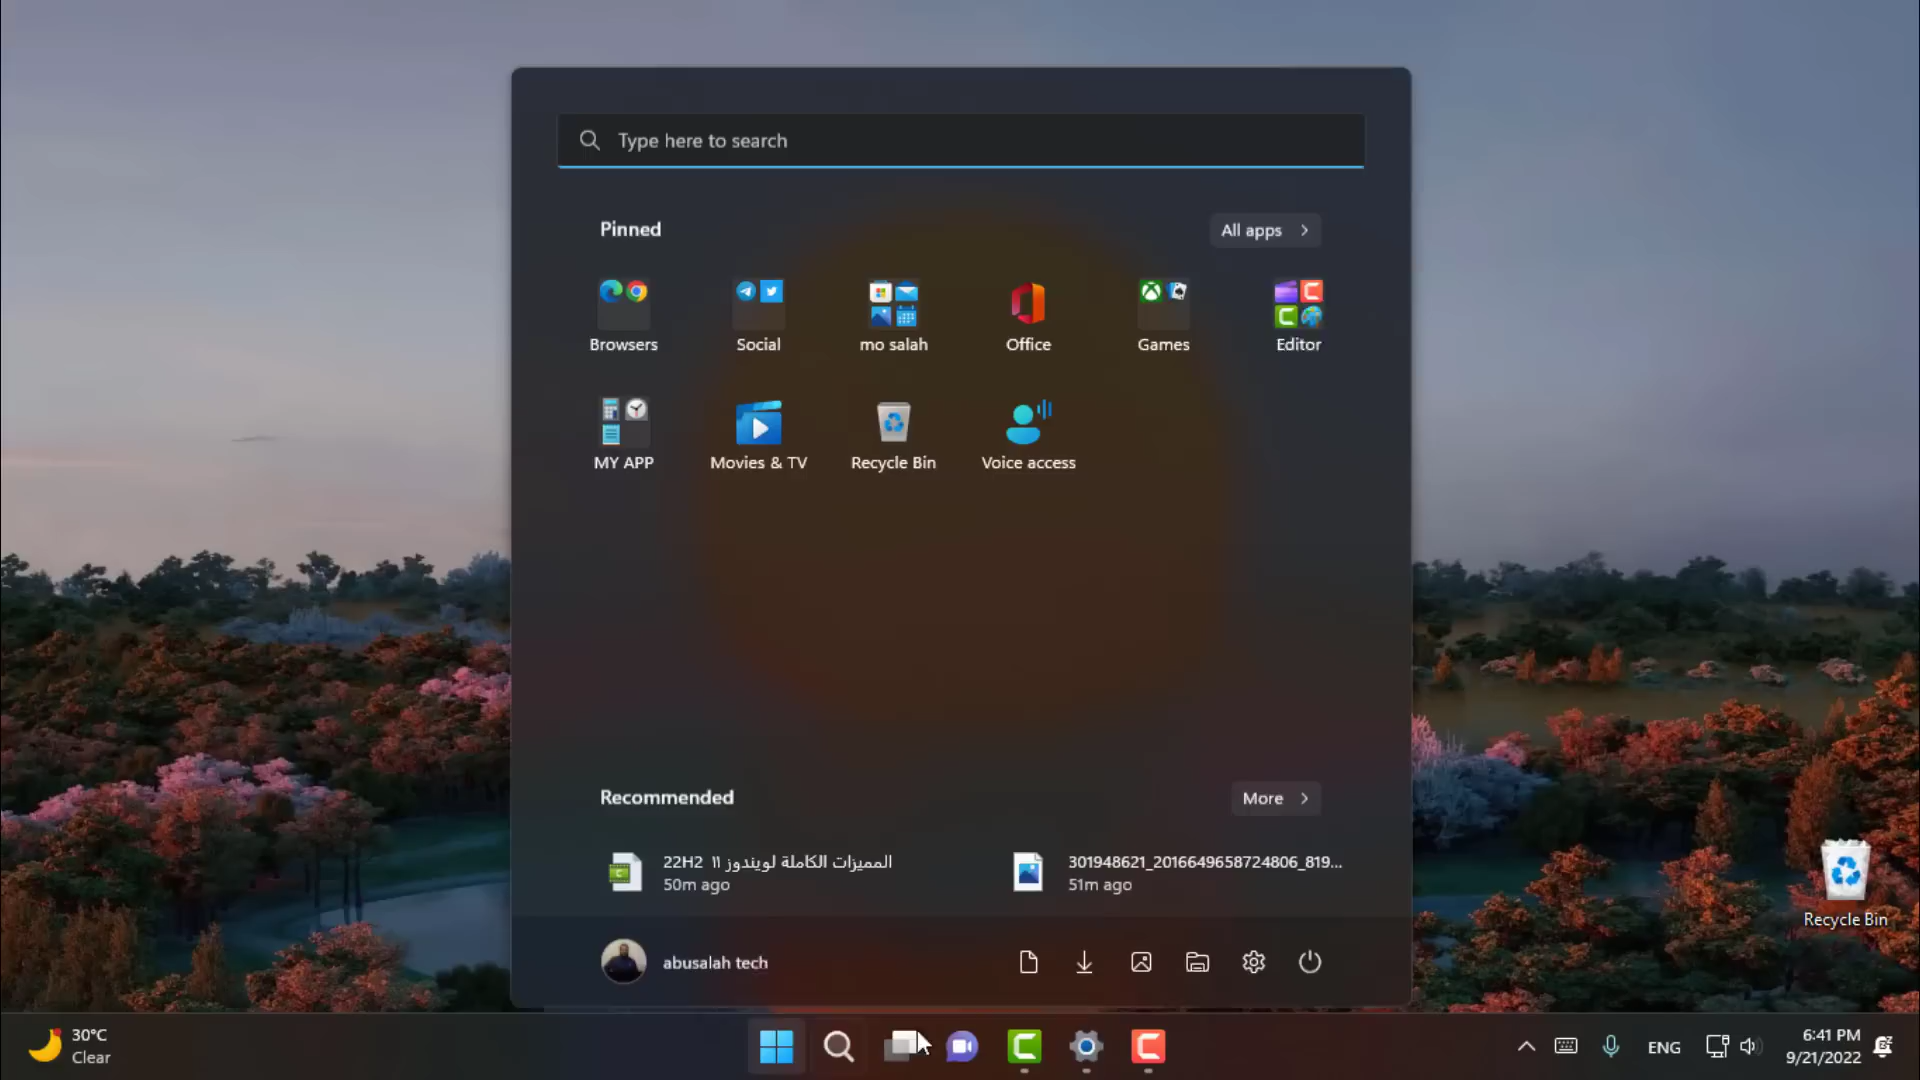 Type here to search
Pinned
All apps
Browsers
Social
mo salah
Office
Games
Editor
MY APP
Movies & TV
Recycle Bin
Voice access
Recommended
More
المميزات الكاملة لويندوز ١١ 22H2
50m ago
301948621_2016649658724806_819...
51m ago
Recycle Bin
abusalah tech
30°C
Clear
ENG
6:41 PM
9/21/2022